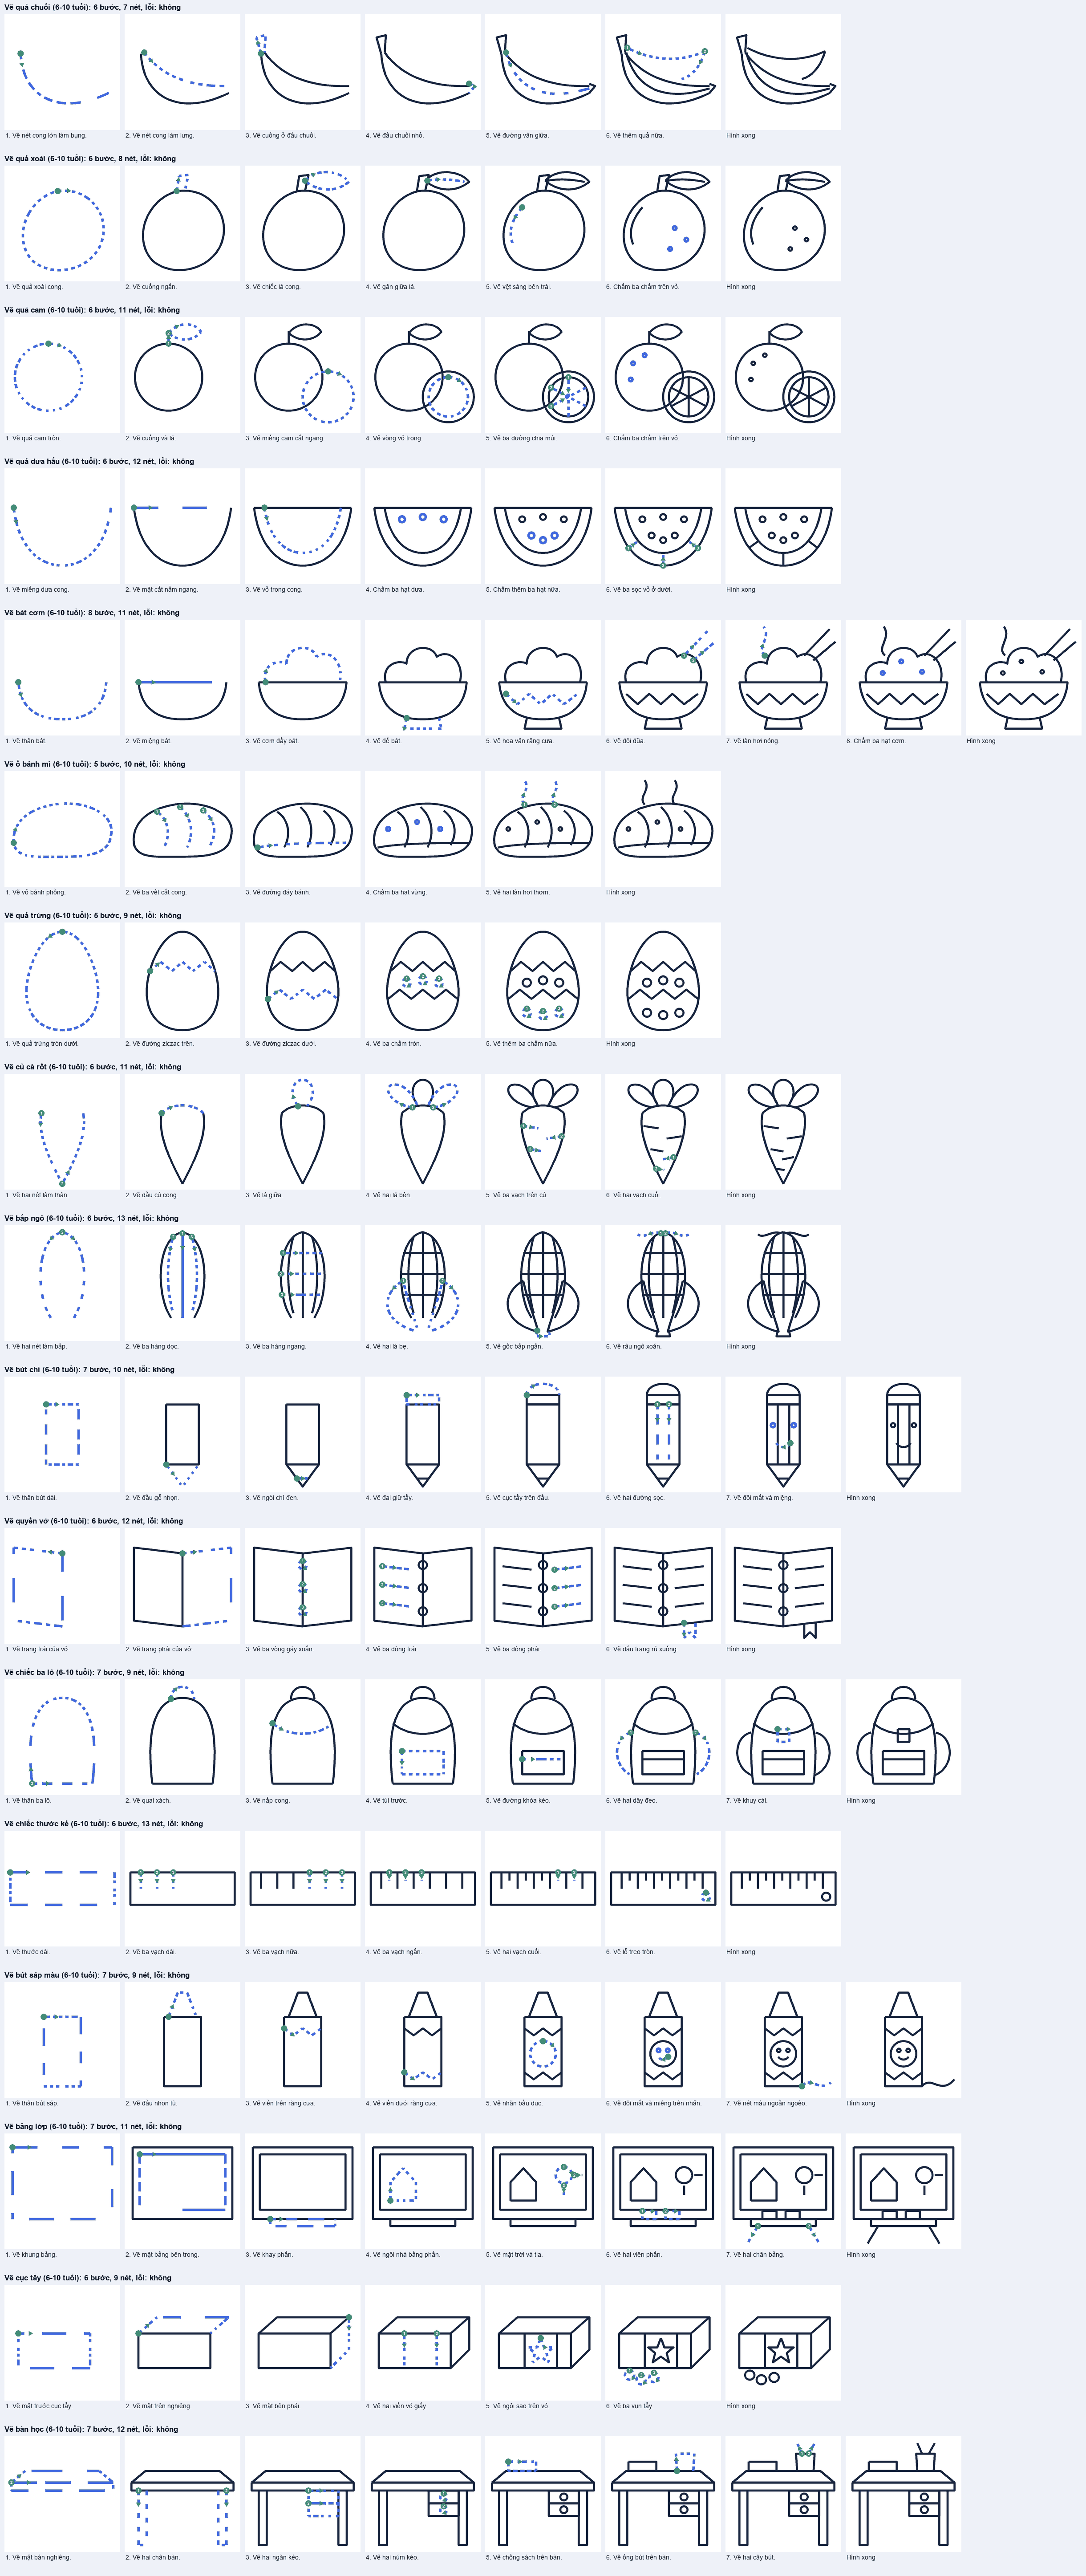 Vẽ quả chuối (6-10 tuổi): 6 bước, 7 nét, lỗi: không
1. Vẽ nét cong lớn làm bụng. 2. Vẽ nét cong làm lưng. 3. Vẽ cuống ở đầu chuối. 4. Vẽ đầu chuối nhỏ. 5. Vẽ đường vân giữa. 6. Vẽ thêm quả nữa. Hình xong
Vẽ quả xoài (6-10 tuổi): 6 bước, 8 nét, lỗi: không
1. Vẽ quả xoài cong. 2. Vẽ cuống ngắn. 3. Vẽ chiếc lá cong. 4. Vẽ gân giữa lá. 5. Vẽ vệt sáng bên trái. 6. Chấm ba chấm trên vỏ. Hình xong
Vẽ quả cam (6-10 tuổi): 6 bước, 11 nét, lỗi: không
1. Vẽ quả cam tròn. 2. Vẽ cuống và lá. 3. Vẽ miếng cam cắt ngang. 4. Vẽ vòng vỏ trong. 5. Vẽ ba đường chia múi. 6. Chấm ba chấm trên vỏ. Hình xong
Vẽ quả dưa hấu (6-10 tuổi): 6 bước, 12 nét, lỗi: không
1. Vẽ miếng dưa cong. 2. Vẽ mặt cắt nằm ngang. 3. Vẽ vỏ trong cong. 4. Chấm ba hạt dưa. 5. Chấm thêm ba hạt nữa. 6. Vẽ ba sọc vỏ ở dưới. Hình xong
Vẽ bát cơm (6-10 tuổi): 8 bước, 11 nét, lỗi: không
1. Vẽ thân bát. 2. Vẽ miệng bát. 3. Vẽ cơm đầy bát. 4. Vẽ đế bát. 5. Vẽ hoa văn răng cưa. 6. Vẽ đôi đũa. 7. Vẽ làn hơi nóng. 8. Chấm ba hạt cơm. Hình xong
Vẽ ổ bánh mì (6-10 tuổi): 5 bước, 10 nét, lỗi: không
1. Vẽ vỏ bánh phồng. 2. Vẽ ba vết cắt cong. 3. Vẽ đường đáy bánh. 4. Chấm ba hạt vừng. 5. Vẽ hai làn hơi thơm. Hình xong
Vẽ quả trứng (6-10 tuổi): 5 bước, 9 nét, lỗi: không
1. Vẽ quả trứng tròn dưới. 2. Vẽ đường ziczac trên. 3. Vẽ đường ziczac dưới. 4. Vẽ ba chấm tròn. 5. Vẽ thêm ba chấm nữa. Hình xong
Vẽ củ cà rốt (6-10 tuổi): 6 bước, 11 nét, lỗi: không
1. Vẽ hai nét làm thân. 2. Vẽ đầu củ cong. 3. Vẽ lá giữa. 4. Vẽ hai lá bên. 5. Vẽ ba vạch trên củ. 6. Vẽ hai vạch cuối. Hình xong
Vẽ bắp ngô (6-10 tuổi): 6 bước, 13 nét, lỗi: không
1. Vẽ hai nét làm bắp. 2. Vẽ ba hàng dọc. 3. Vẽ ba hàng ngang. 4. Vẽ hai lá bẹ. 5. Vẽ gốc bắp ngắn. 6. Vẽ râu ngô xoăn. Hình xong
Vẽ bút chì (6-10 tuổi): 7 bước, 10 nét, lỗi: không
1. Vẽ thân bút dài. 2. Vẽ đầu gỗ nhọn. 3. Vẽ ngòi chì đen. 4. Vẽ đai giữ tẩy. 5. Vẽ cục tẩy trên đầu. 6. Vẽ hai đường sọc. 7. Vẽ đôi mắt và miệng. Hình xong
Vẽ quyển vở (6-10 tuổi): 6 bước, 12 nét, lỗi: không
1. Vẽ trang trái của vở. 2. Vẽ trang phải của vở. 3. Vẽ ba vòng gáy xoắn. 4. Vẽ ba dòng trái. 5. Vẽ ba dòng phải. 6. Vẽ dấu trang rủ xuống. Hình xong
Vẽ chiếc ba lô (6-10 tuổi): 7 bước, 9 nét, lỗi: không
1. Vẽ thân ba lô. 2. Vẽ quai xách. 3. Vẽ nắp cong. 4. Vẽ túi trước. 5. Vẽ đường khóa kéo. 6. Vẽ hai dây đeo. 7. Vẽ khuy cài. Hình xong
Vẽ chiếc thước kẻ (6-10 tuổi): 6 bước, 13 nét, lỗi: không
1. Vẽ thước dài. 2. Vẽ ba vạch dài. 3. Vẽ ba vạch nữa. 4. Vẽ ba vạch ngắn. 5. Vẽ hai vạch cuối. 6. Vẽ lỗ treo tròn. Hình xong
Vẽ bút sáp màu (6-10 tuổi): 7 bước, 9 nét, lỗi: không
1. Vẽ thân bút sáp. 2. Vẽ đầu nhọn tù. 3. Vẽ viền trên răng cưa. 4. Vẽ viền dưới răng cưa. 5. Vẽ nhãn bầu dục. 6. Vẽ đôi mắt và miệng trên nhãn. 7. Vẽ nét màu ngoằn ngoèo. Hình xong
Vẽ bảng lớp (6-10 tuổi): 7 bước, 11 nét, lỗi: không
1. Vẽ khung bảng. 2. Vẽ mặt bảng bên trong. 3. Vẽ khay phấn. 4. Vẽ ngôi nhà bằng phấn. 5. Vẽ mặt trời và tia. 6. Vẽ hai viên phấn. 7. Vẽ hai chân bảng. Hình xong
Vẽ cục tẩy (6-10 tuổi): 6 bước, 9 nét, lỗi: không
1. Vẽ mặt trước cục tẩy. 2. Vẽ mặt trên nghiêng. 3. Vẽ mặt bên phải. 4. Vẽ hai viền vỏ giấy. 5. Vẽ ngôi sao trên vỏ. 6. Vẽ ba vụn tẩy. Hình xong
Vẽ bàn học (6-10 tuổi): 7 bước, 12 nét, lỗi: không
1. Vẽ mặt bàn nghiêng. 2. Vẽ hai chân bàn. 3. Vẽ hai ngăn kéo. 4. Vẽ hai núm kéo. 5. Vẽ chồng sách trên bàn. 6. Vẽ ống bút trên bàn. 7. Vẽ hai cây bút. Hình xong